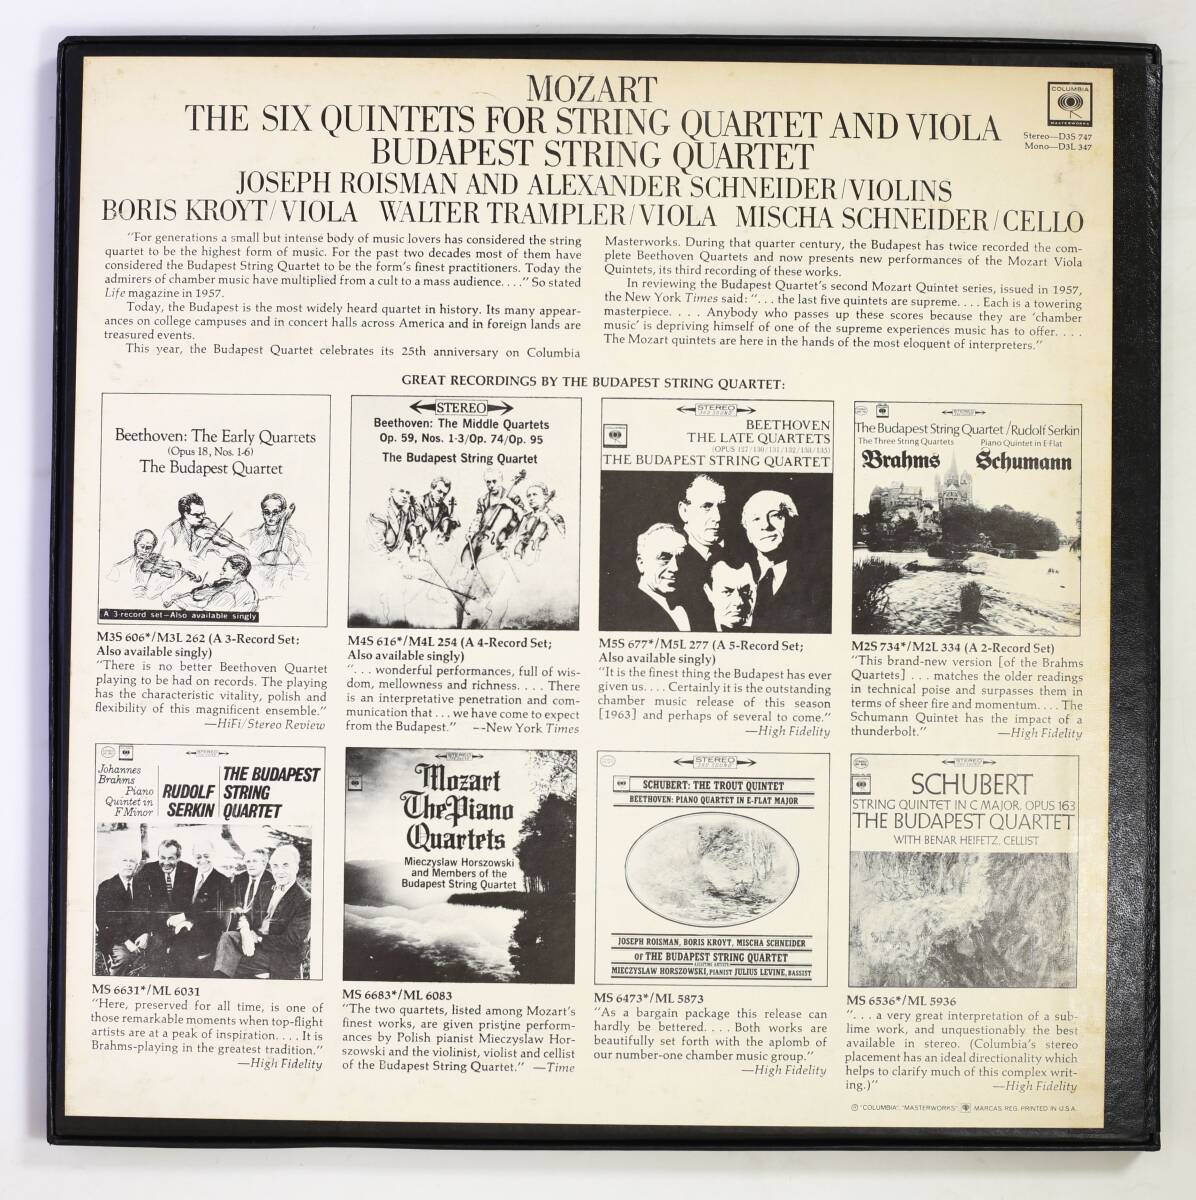 MOZART
THE SIX QUINTETS FOR STRING QUARTET AND VIOLA
BUDAPEST STRING QUARTET
JOSEPH ROISMAN AND ALEXANDER SCHNEIDER/VIOLINS
BORIS KROYT/VIOLA WALTER TRAMPLER/VIOLA MISCHA SCHNEIDER/CELLO
COLUMBIA
MASTERWORKS
Stereo—D3S 747
Mono—D3L 347
"For generations a small but intense body of music lovers has considered the string
quartet to be the highest form of music. For the past two decades most of them have
considered the Budapest String Quartet to be the form's finest practitioners. Today the
admirers of chamber music have multiplied from a cult to a mass audience...." So stated
Life magazine in 1957.
Today, the Budapest is the most widely heard quartet in history. Its many appear-
ances on college campuses and in concert halls across America and in foreign lands are
treasured events.
This year, the Budapest Quartet celebrates its 25th anniversary on Columbia
Masterworks. During that quarter century, the Budapest has twice recorded the com-
plete Beethoven Quartets and now presents new performances of the Mozart Viola
Quintets, its third recording of these works.
In reviewing the Budapest Quartet's second Mozart Quintet series, issued in 1957,
the New York Times said: "... the last five quintets are supreme.... Each is a towering
masterpiece. . . . Anybody who passes up these scores because they are 'chamber
music' is depriving himself of one of the supreme experiences music has to offer. . . .
The Mozart quintets are here in the hands of the most eloquent of interpreters."
GREAT RECORDINGS BY THE BUDAPEST STRING QUARTET:
Beethoven: The Early Quartets
(Opus 18, Nos. 1-6)
The Budapest Quartet
A 3-record set—Also available singly
M3S 606*/M3L 262 (A 3-Record Set:
Also available singly)
"There is no better Beethoven Quartet
playing to be had on records. The playing
has the characteristic vitality, polish and
flexibility of this magnificent ensemble."
—HiFi/Stereo Review
STEREO
Beethoven: The Middle Quartets
Op. 59, Nos. 1-3/Op. 74/Op. 95
The Budapest String Quartet
M4S 616*/M4L 254 (A 4-Record Set;
Also available singly)
"... wonderful performances, full of wis-
dom, mellowness and richness.... There
is an interpretative penetration and com-
munication that ... we have come to expect
from the Budapest." —New York Times
STEREO
360 SOUND
BEETHOVEN
THE LATE QUARTETS
(OPUS 127/130/131/132/133/135)
THE BUDAPEST STRING QUARTET
M5S 677*/M5L 277 (A 5-Record Set;
Also available singly)
"It is the finest thing the Budapest has ever
given us.... Certainly it is the outstanding
chamber music release of this season
[1963] and perhaps of several to come."
—High Fidelity
STEREO
The Budapest String Quartet/Rudolf Serkin
The Three String Quartets Piano Quintet in E-Flat
Brahms Schumann
M2S 734*/M2L 334 (A 2-Record Set)
"This brand-new version [of the Brahms
Quartets] ... matches the older readings
in technical poise and surpasses them in
terms of sheer fire and momentum.... The
Schumann Quintet has the impact of a
thunderbolt." —High Fidelity
STEREO
Johannes
Brahms
Piano
Quintet in
F Minor
RUDOLF
SERKIN
THE BUDAPEST
STRING
QUARTET
MS 6631*/ML 6031
"Here, preserved for all time, is one of
those remarkable moments when top-flight
artists are at a peak of inspiration.... It is
Brahms-playing in the greatest tradition."
—High Fidelity
STEREO
Mozart
The Piano
Quartets
Mieczyslaw Horszowski
and Members of the
Budapest String Quartet
MS 6683*/ML 6083
"The two quartets, listed among Mozart's
finest works, are given pristine perform-
ances by Polish pianist Mieczyslaw Hor-
szowski and the violinist, violist and cellist
of the Budapest String Quartet." —Time
STEREO
360 SOUND
SCHUBERT: THE TROUT QUINTET
BEETHOVEN: PIANO QUARTET IN E-FLAT MAJOR
JOSEPH ROISMAN, BORIS KROYT, MISCHA SCHNEIDER
OF THE BUDAPEST STRING QUARTET
ASSISTING ARTISTS
MIECZYSLAW HORSZOWSKI, PIANIST JULIUS LEVINE, BASSIST
MS 6473*/ML 5873
"As a bargain package this release can
hardly be bettered.... Both works are
beautifully set forth with the aplomb of
our number-one chamber music group."
—High Fidelity
STEREO
SCHUBERT
STRING QUINTET IN C MAJOR, OPUS 163
THE BUDAPEST QUARTET
WITH BENAR HEIFETZ, CELLIST
MS 6536*/ML 5936
"... a very great interpretation of a sub-
lime work, and unquestionably the best
available in stereo. (Columbia's stereo
placement has an ideal directionality which
helps to clarify much of this complex writ-
ing.)" —High Fidelity
© "COLUMBIA", "MASTERWORKS", MARCAS REG. PRINTED IN U.S.A.